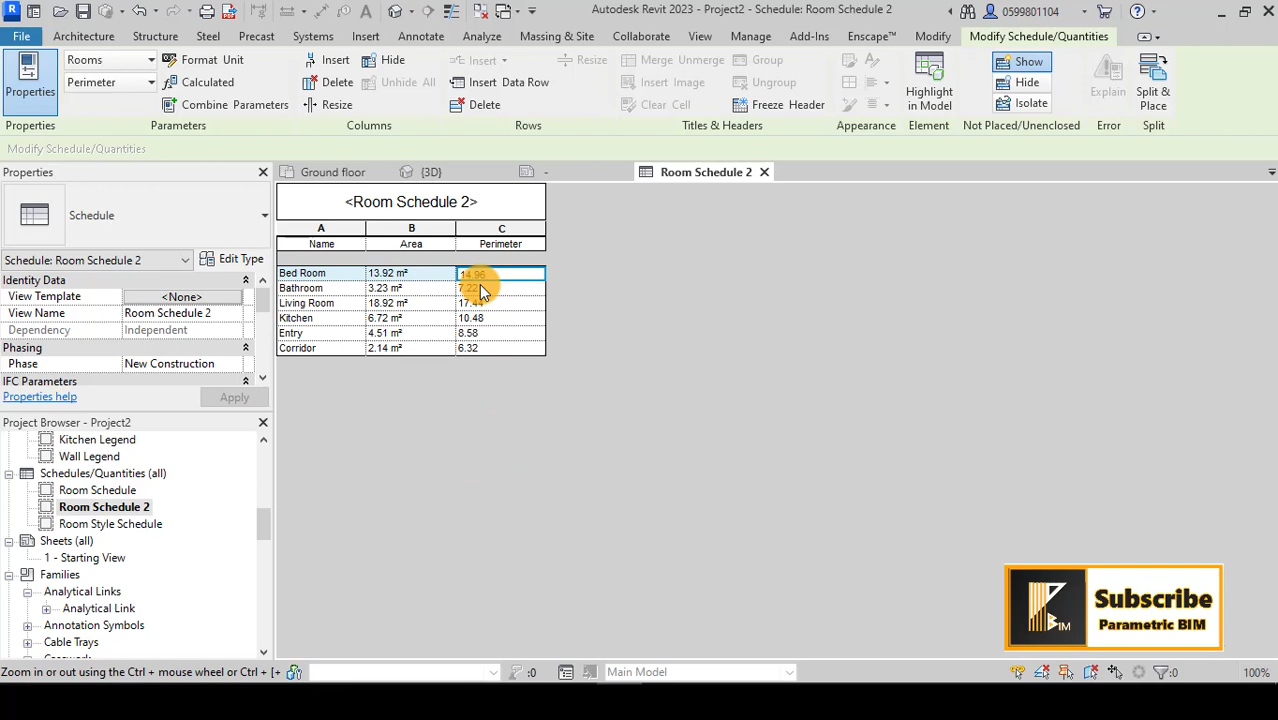 Autodesk Revit 2023 - Project2 - Schedule: Room Schedule 2
0599801104
File Architecture Structure Steel Precast Systems Insert Annotate Analyze Massing & Site Collaborate View Manage Add-Ins Enscape™ Modify Modify Schedule/Quantities
Rooms Format Unit Insert Hide Insert Resize Merge Unmerge Group Show
Perimeter Calculated Delete Unhide All Insert Data Row Insert Image Ungroup Hide
Properties Combine Parameters Resize Delete Clear Cell Freeze Header Highlight in Model Isolate Explain Split & Place
Properties Parameters Columns Rows Titles & Headers Appearance Element Not Placed/Unenclosed Error Split
Modify Schedule/Quantities
Properties
Ground floor {3D} - Room Schedule 2
Schedule
Schedule: Room Schedule 2 Edit Type
Identity Data
View Template <None>
View Name Room Schedule 2
Dependency Independent
Phasing
Phase New Construction
IFC Parameters
Properties help Apply
<Room Schedule 2>
A B C
Name Area Perimeter
Bed Room 13.92 m² 14.96
Bathroom 3.23 m² 7.22
Living Room 18.92 m² 17.44
Kitchen 6.72 m² 10.48
Entry 4.51 m² 8.58
Corridor 2.14 m² 6.32
Project Browser - Project2
Kitchen Legend
Wall Legend
Schedules/Quantities (all)
Room Schedule
Room Schedule 2
Room Style Schedule
Sheets (all)
1 - Starting View
Families
Analytical Links
Analytical Link
Annotation Symbols
Cable Trays
BIM
Subscribe
Parametric BIM
Zoom in or out using the Ctrl + mouse wheel or Ctrl + [+ :0 Main Model :0 100%